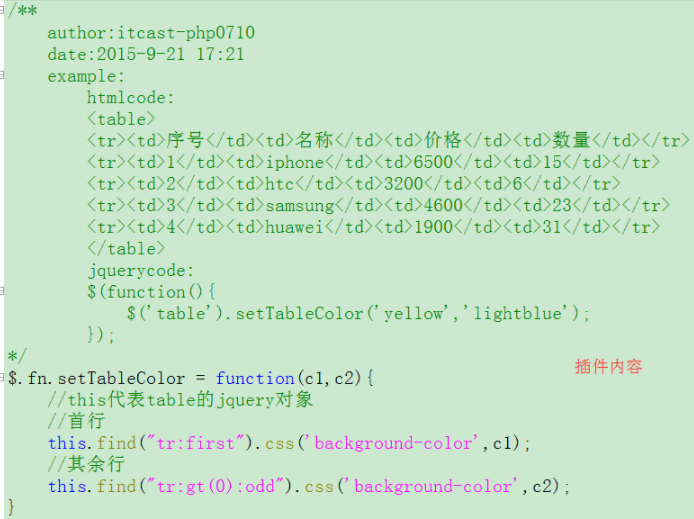 /**
author:itcast-php0710
date:2015-9-21 17:21
example:
htmlcode:
<table>
<tr><td>序号</td><td>名称</td><td>价格</td><td>数量</td></tr>
<tr><td>1</td><td>iphone</td><td>6500</td><td>15</td></tr>
<tr><td>2</td><td>htc</td><td>3200</td><td>6</td></tr>
<tr><td>3</td><td>samsung</td><td>4600</td><td>23</td></tr>
<tr><td>4</td><td>huawei</td><td>1900</td><td>31</td></tr>
</table>
jquerycode:
$(function(){
$('table').setTableColor('yellow','lightblue');
});
*/
插件内容
$.fn.setTableColor = function(c1,c2){
//this代表table的jquery对象
//首行
this.find("tr:first").css('background-color',c1);
//其余行
this.find("tr:gt(0):odd").css('background-color',c2);
}